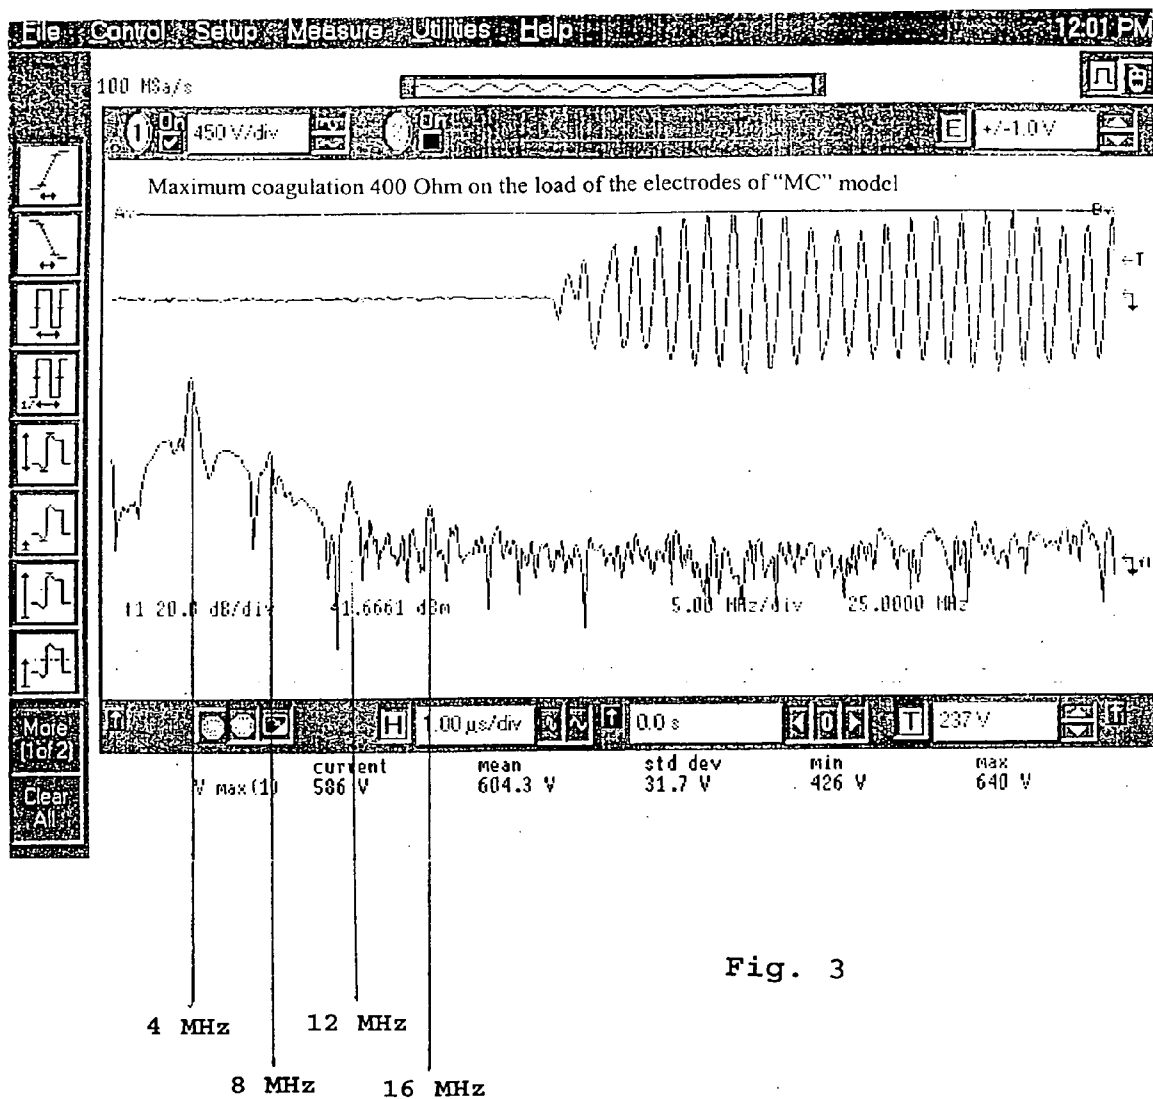 File Control Setup Measure Utilities Help 12:01 PM
100 MSa/s
1 On 450 V/div 2 On E +/-1.0 V
Maximum coagulation 400 Ohm on the load of the electrodes of “MC” model
T
f1 20.0 dB/div 41.6661 dBm 5.00 MHz/div 25.0000 MHz
H 1.00 µs/div 0.0 s 0 T 237 V
More
(1of2)
Clear
All
current mean std dev min max
V max(1) 586 V 604.3 V 31.7 V 426 V 640 V
Fig. 3
4 MHz 12 MHz
8 MHz 16 MHz